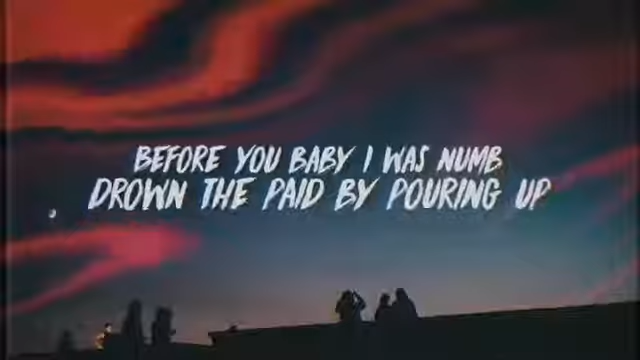 BEFORE YOU BABY I WAS NUMB
DROWN THE PAID BY POURING UP